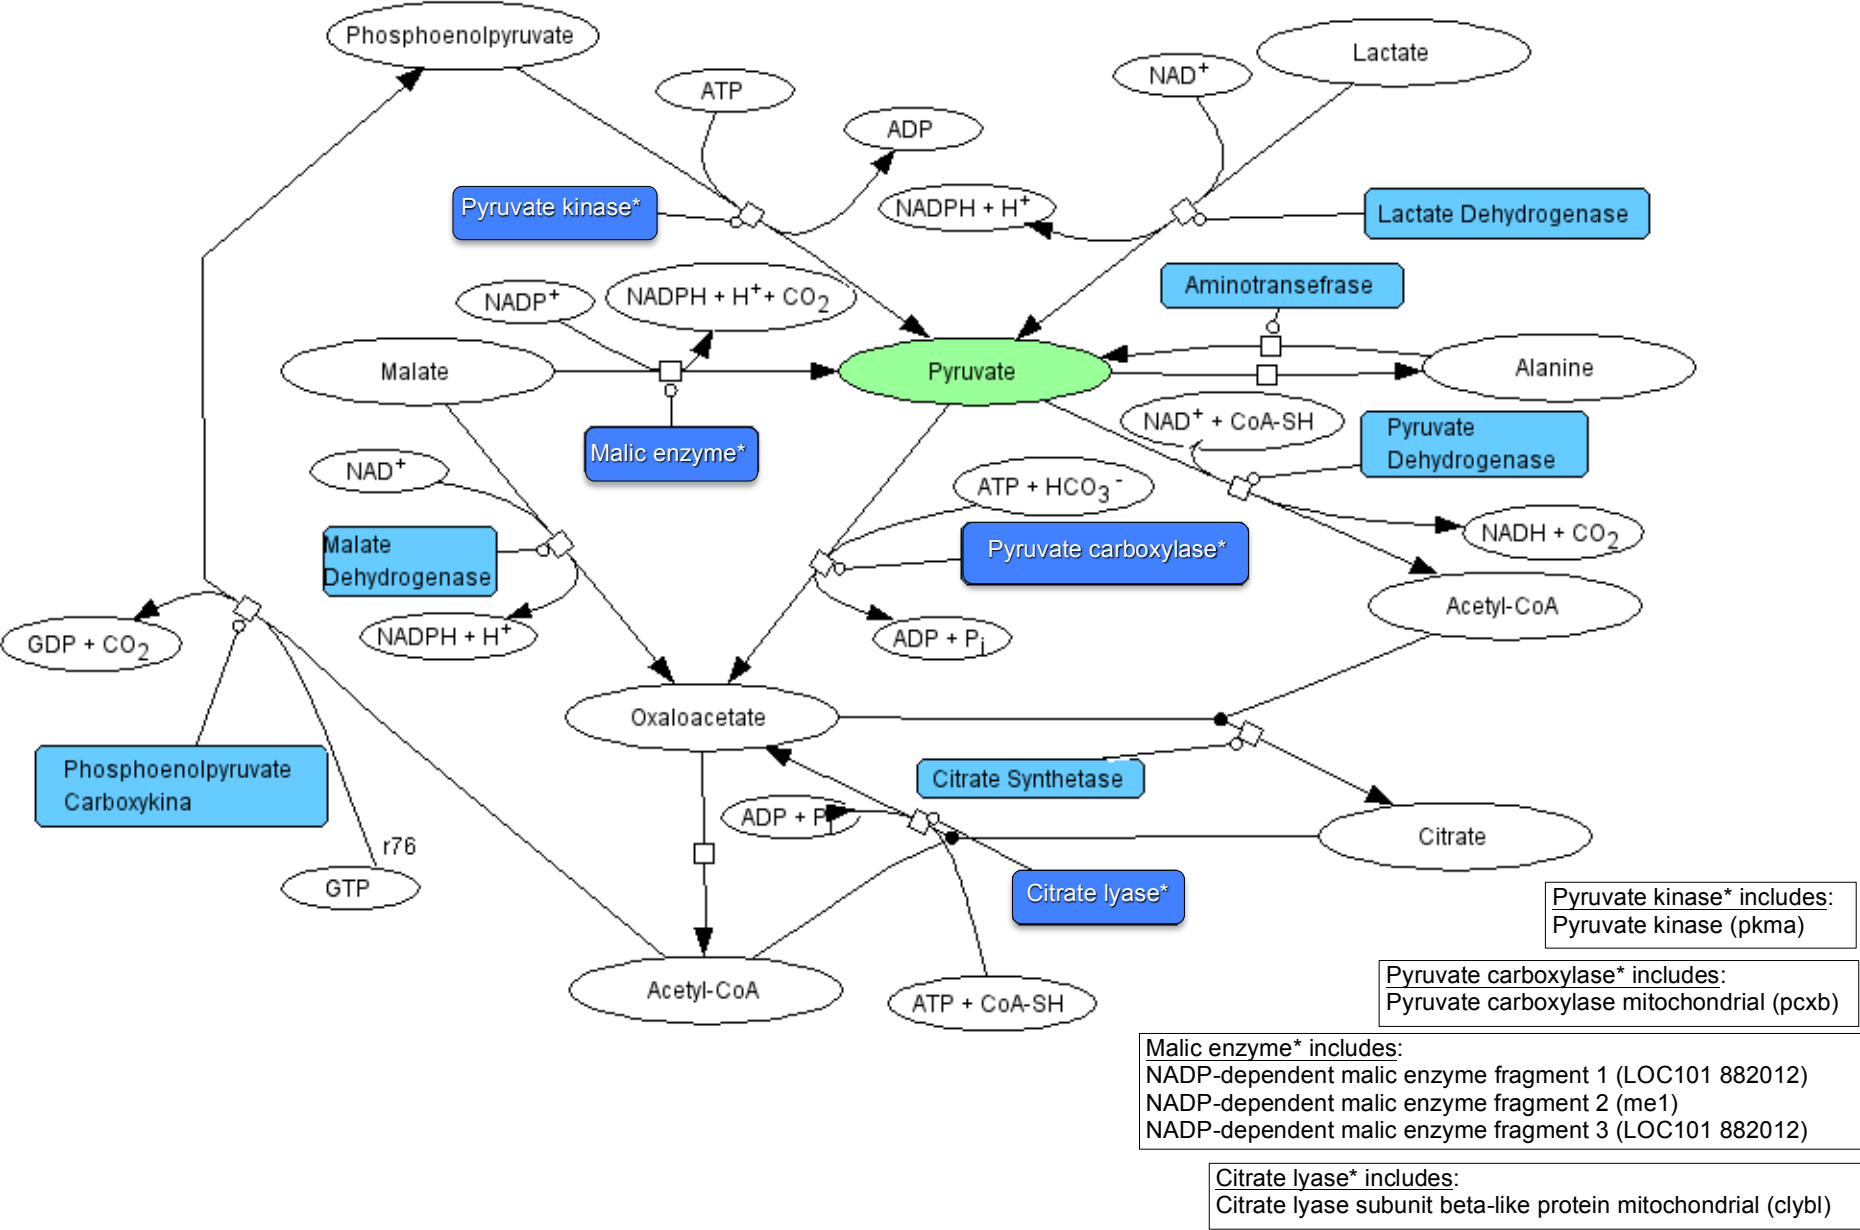 Phosphoenolpyruvate
Lactate
ATP
NAD+
ADP
Pyruvate kinase*
NADPH + H+
Lactate Dehydrogenase
Aminotransefrase
NADP+
NADPH + H+ + CO2
Malate
Pyruvate
Alanine
NAD+ + CoA-SH
Pyruvate
Dehydrogenase
Malic enzyme*
NAD+
ATP + HCO3-
NADH + CO2
Malate
Dehydrogenase
Pyruvate carboxylase*
Acetyl-CoA
GDP + CO2
NADPH + H+
ADP + Pi
Oxaloacetate
Phosphoenolpyruvate
Carboxykina
Citrate Synthetase
ADP + Pi
Citrate
r76
GTP
Citrate lyase*
Acetyl-CoA
ATP + CoA-SH
Pyruvate kinase* includes:
Pyruvate kinase (pkma)
Pyruvate carboxylase* includes:
Pyruvate carboxylase mitochondrial (pcxb)
Malic enzyme* includes:
NADP-dependent malic enzyme fragment 1 (LOC101 882012)
NADP-dependent malic enzyme fragment 2 (me1)
NADP-dependent malic enzyme fragment 3 (LOC101 882012)
Citrate lyase* includes:
Citrate lyase subunit beta-like protein mitochondrial (clybl)